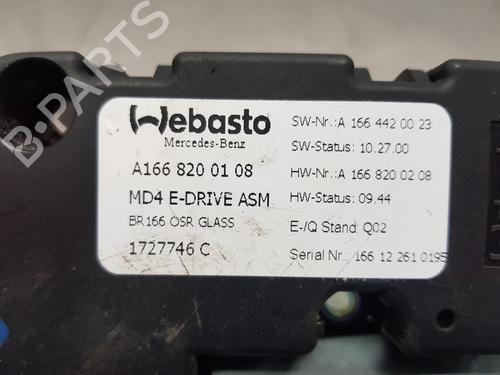 B-PARTS
Webasto
Mercedes-Benz
A166 820 01 08
MD4 E-DRIVE ASM
BR166 OSR GLASS
1727746 C
SW-Nr.: A 166 442 00 23
SW-Status: 10.27.00
HW-Nr.: A 166 820 02 08
HW-Status: 09.44
E-/Q Stand: Q02
Serial Nr.: 166 12 261 0195